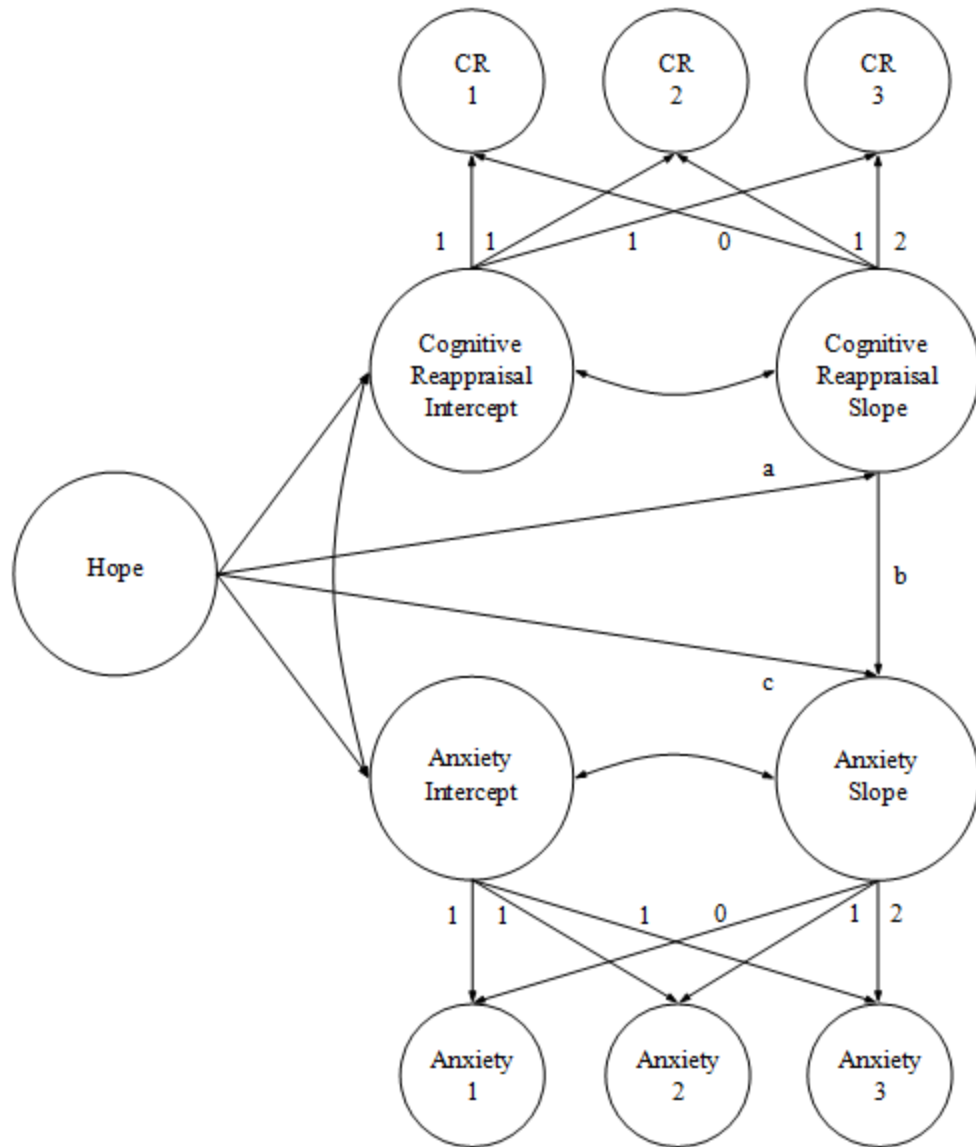 CR
1
CR
2
CR
3
1
1
1
0
1
2
Cognitive
Reappraisal
Intercept
Cognitive
Reappraisal
Slope
a
Hope
b
c
Anxiety
Intercept
Anxiety
Slope
1
1
1
0
1
2
Anxiety
1
Anxiety
2
Anxiety
3